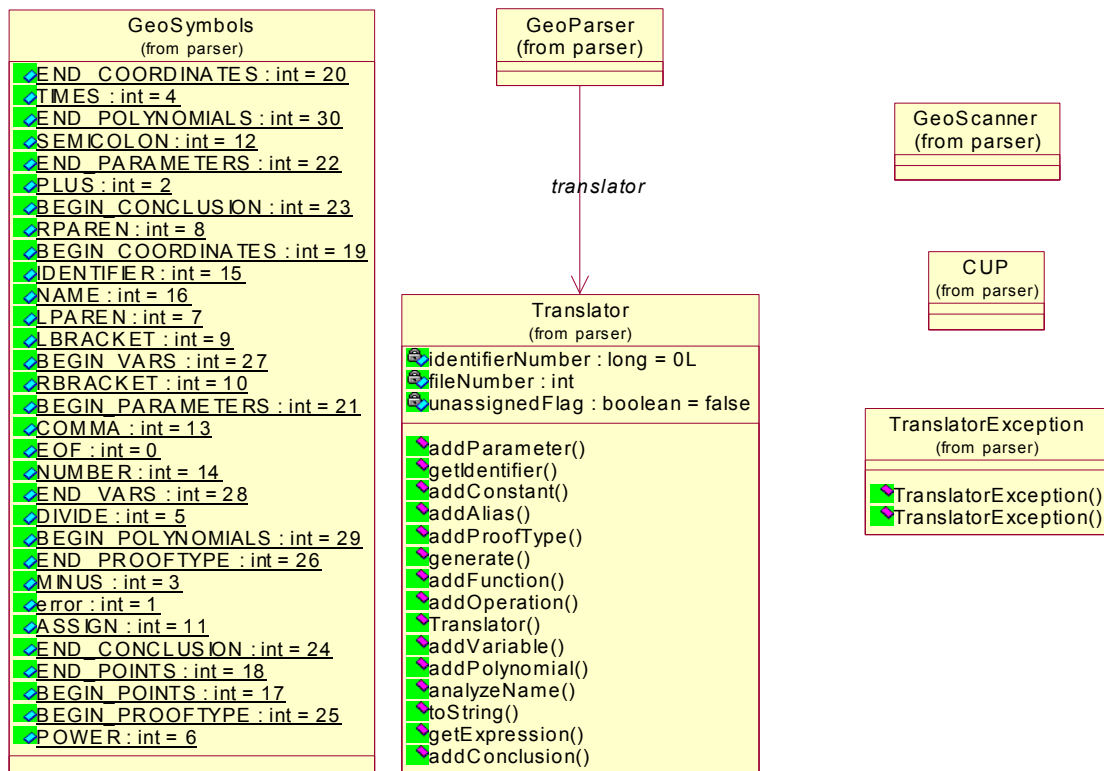 GeoSymbols
(from parser)
END_COORDINATES : int = 20
TIMES : int = 4
END_POLYNOMIALS : int = 30
SEMICOLON : int = 12
END_PARAMETERS : int = 22
PLUS : int = 2
BEGIN_CONCLUSION : int = 23
RPAREN : int = 8
BEGIN_COORDINATES : int = 19
IDENTIFIER : int = 15
NAME : int = 16
LPAREN : int = 7
LBRACKET : int = 9
BEGIN_VARS : int = 27
RBRACKET : int = 10
BEGIN_PARAMETERS : int = 21
COMMA : int = 13
EOF : int = 0
NUMBER : int = 14
END_VARS : int = 28
DIVIDE : int = 5
BEGIN_POLYNOMIALS : int = 29
END_PROOFTYPE : int = 26
MINUS : int = 3
error : int = 1
ASSIGN : int = 11
END_CONCLUSION : int = 24
END_POINTS : int = 18
BEGIN_POINTS : int = 17
BEGIN_PROOFTYPE : int = 25
POWER : int = 6
GeoParser
(from parser)
translator
Translator
(from parser)
identifierNumber : long = 0L
fileNumber : int
unassignedFlag : boolean = false
addParameter()
getIdentifier()
addConstant()
addAlias()
addProofType()
generate()
addFunction()
addOperation()
Translator()
addVariable()
addPolynomial()
analyzeName()
toString()
getExpression()
addConclusion()
GeoScanner
(from parser)
CUP
(from parser)
TranslatorException
(from parser)
TranslatorException()
TranslatorException()